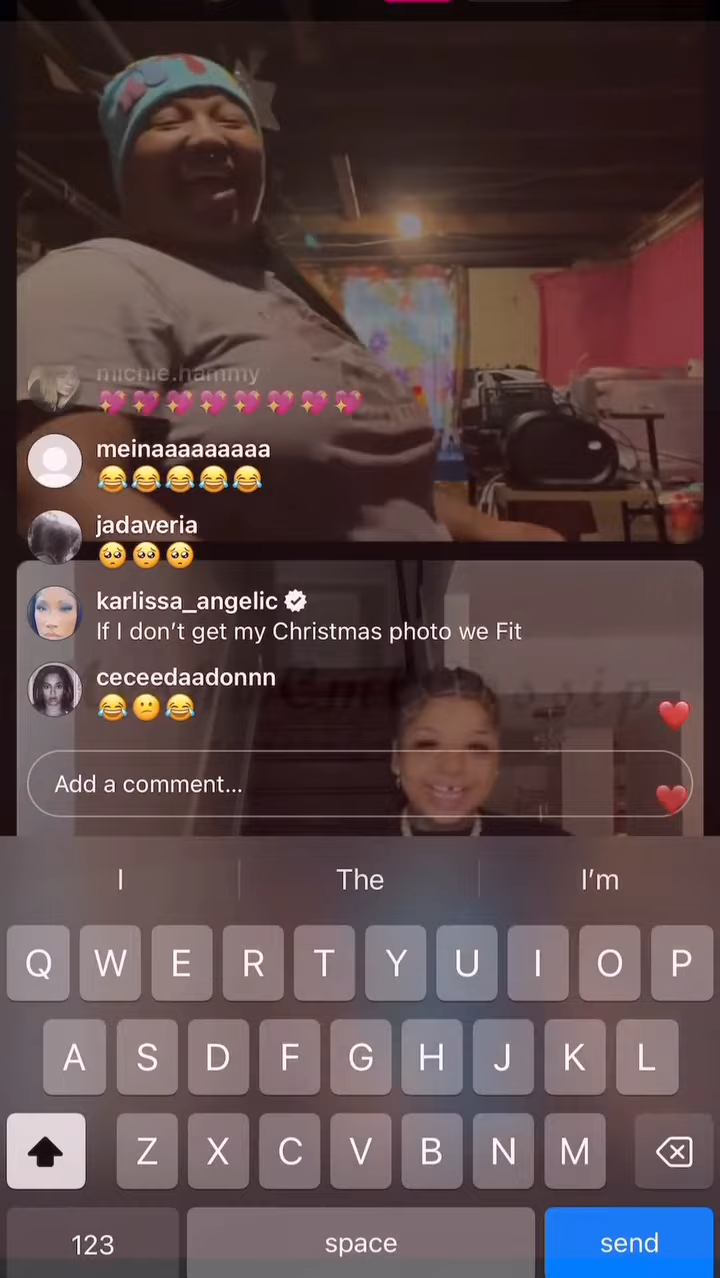 michie.hammy
💖💖💖💖💖💖💖💖
meinaaaaaaaaa
😂😂😂😂😂
jadaveria
🥺🥺🥺
karlissa_angelic
If I don’t get my Christmas photo we Fit
ceceedaadonnn
😂😕😂
Add a comment...
I The I’m
Q W E R T Y U I O P
A S D F G H J K L
Z X C V B N M
123 space send